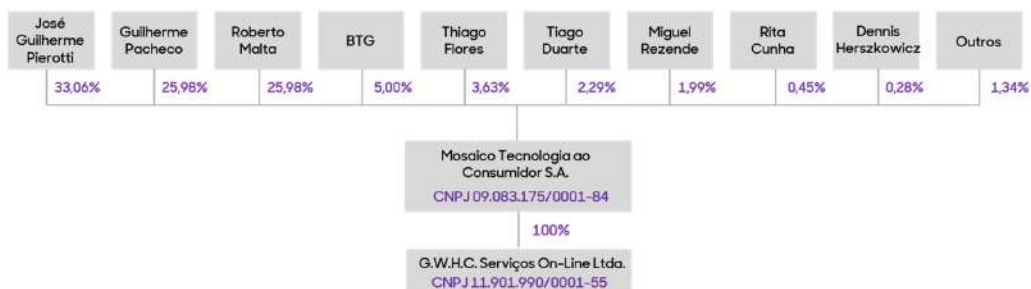 José
Guilherme
Pierotti
Guilherme
Pacheco
Roberto
Malta
BTG
Thiago
Flores
Tiago
Duarte
Miguel
Rezende
Rita
Cunha
Dennis
Herszkowicz
Outros
33,06%
25,98%
25,98%
5,00%
3,63%
2,29%
1,99%
0,45%
0,28%
1,34%
Mosaico Tecnologia ao
Consumidor S.A.
CNPJ 09.083.175/0001-84
100%
G.W.H.C. Serviços On-Line Ltda.
CNPJ 11.901.990/0001-55